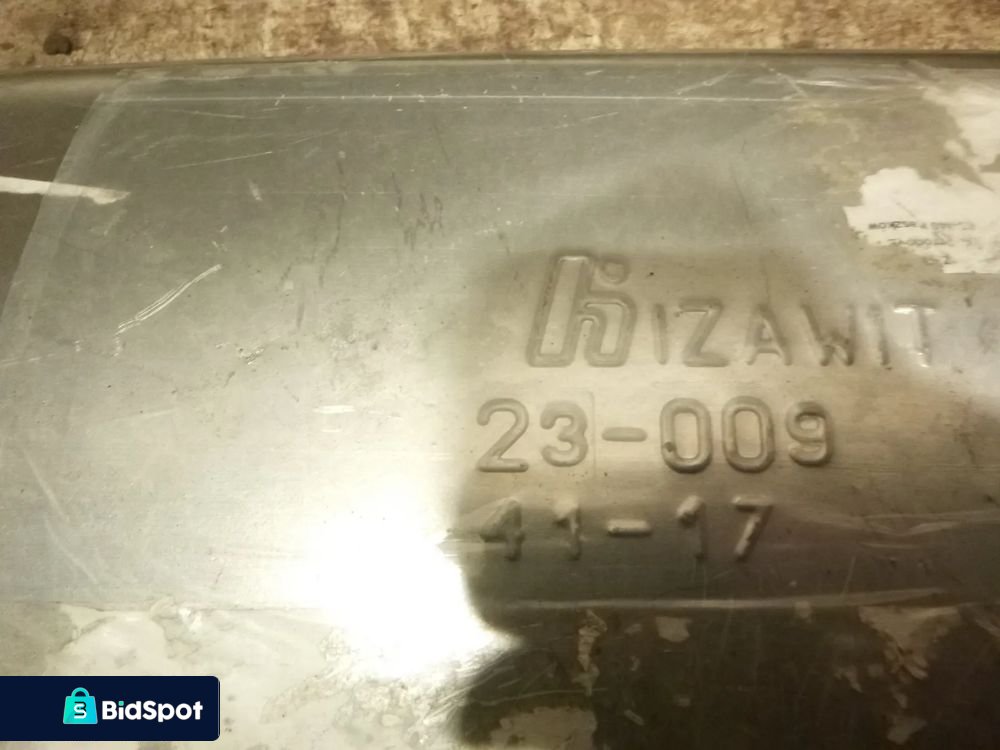 IZAWIT
23-009
41-17
BidSpot